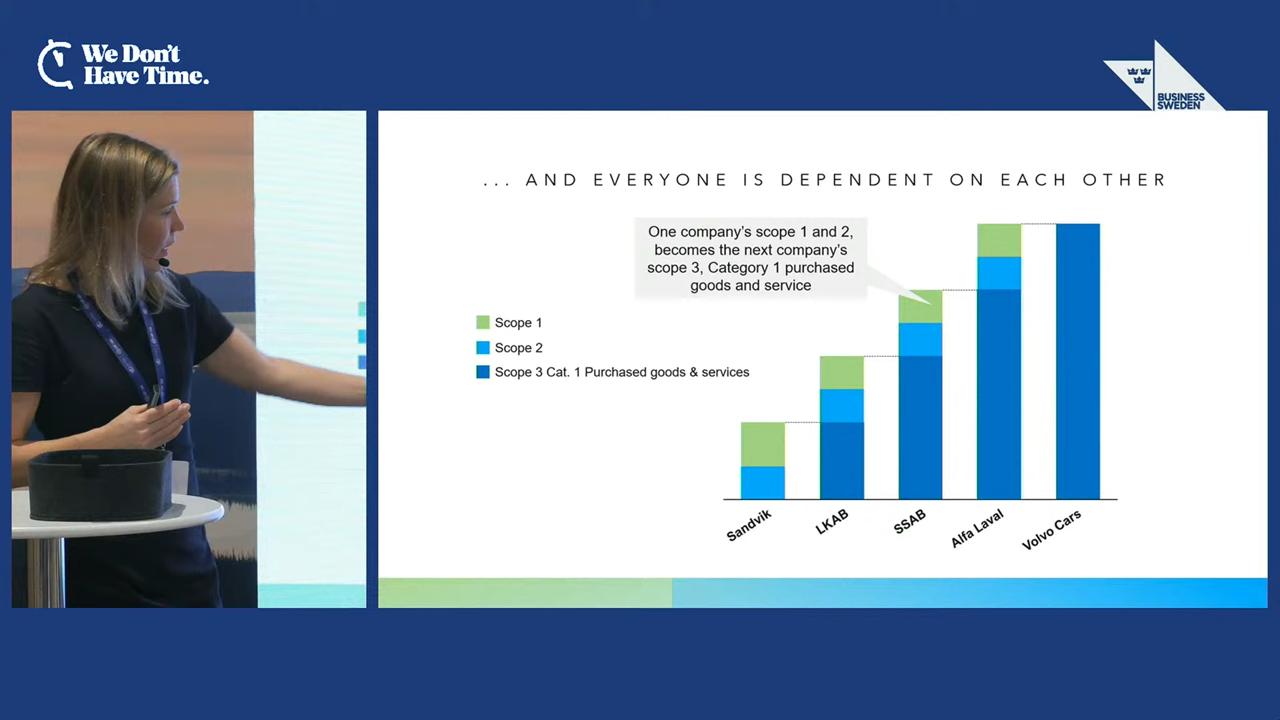 We Don't
Have Time.
BUSINESS
SWEDEN
... AND EVERYONE IS DEPENDENT ON EACH OTHER
One company's scope 1 and 2,
becomes the next company's
scope 3, Category 1 purchased
goods and service
Scope 1
Scope 2
Scope 3 Cat. 1 Purchased goods & services
Sandvik
LKAB
SSAB
Alfa Laval
Volvo Cars